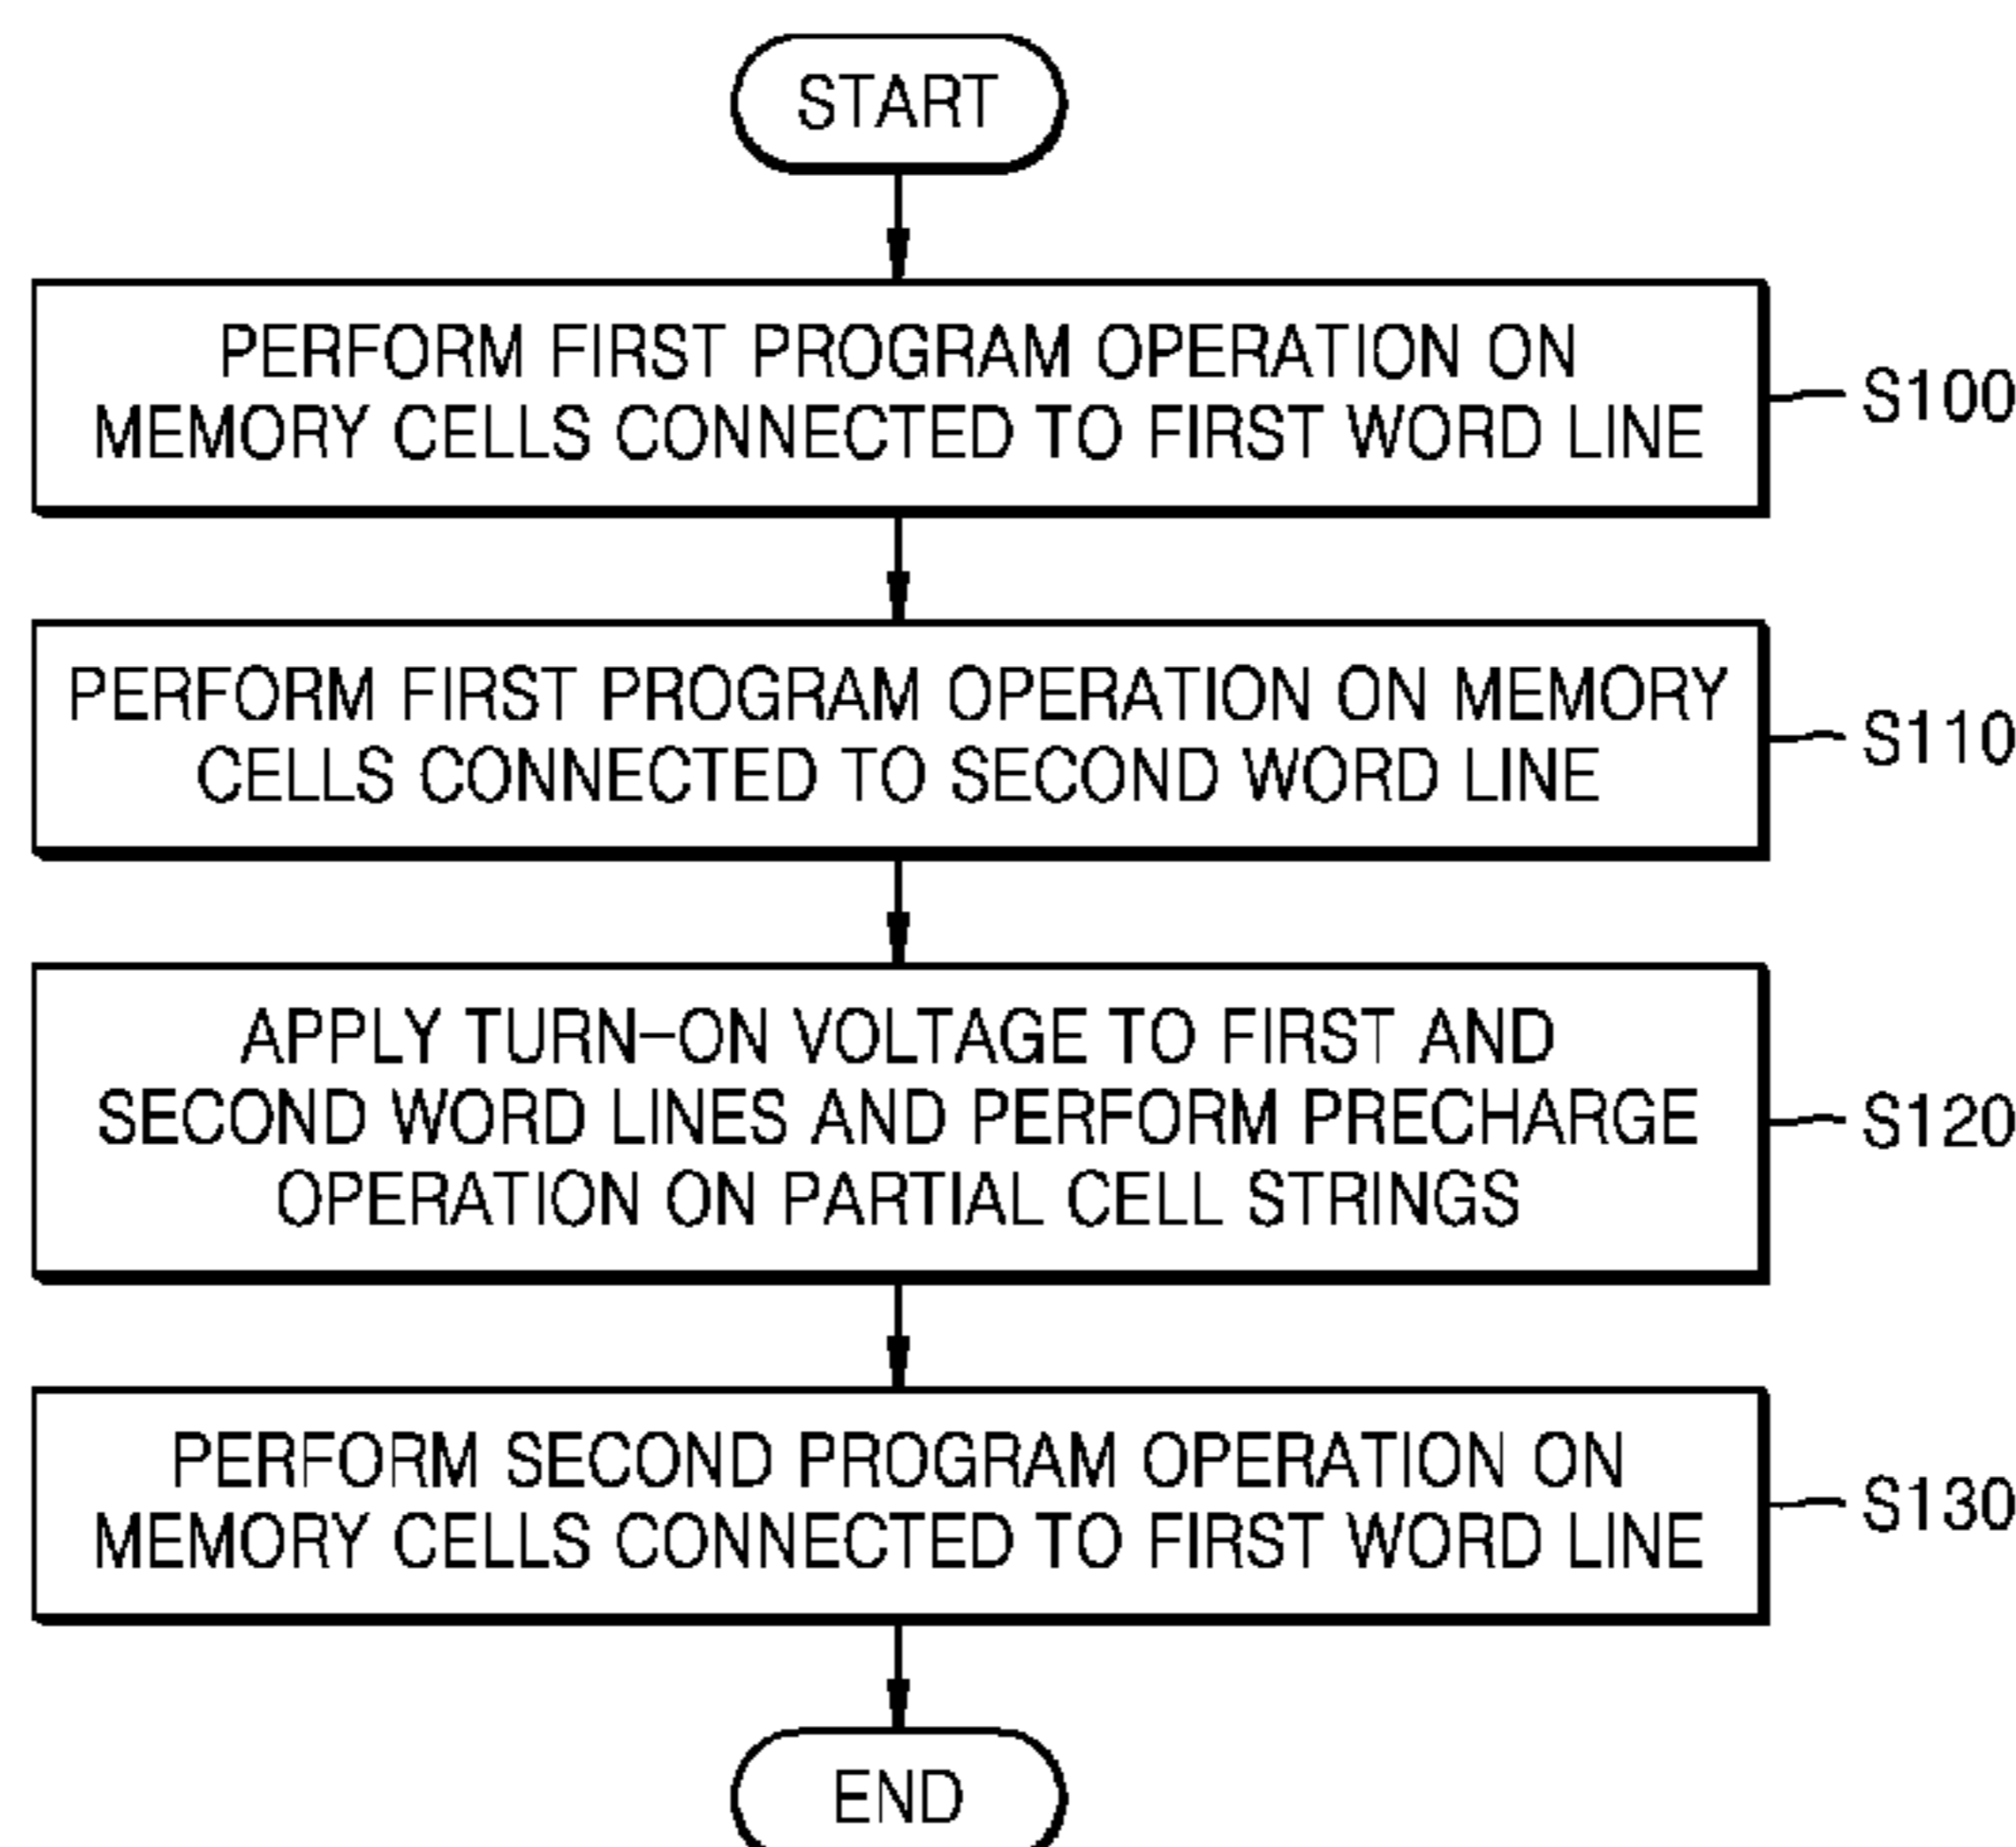 START
PERFORM FIRST PROGRAM OPERATION ON
MEMORY CELLS CONNECTED TO FIRST WORD LINE
S100
PERFORM FIRST PROGRAM OPERATION ON MEMORY
CELLS CONNECTED TO SECOND WORD LINE
S110
APPLY TURN-ON VOLTAGE TO FIRST AND
SECOND WORD LINES AND PERFORM PRECHARGE
OPERATION ON PARTIAL CELL STRINGS
S120
PERFORM SECOND PROGRAM OPERATION ON
MEMORY CELLS CONNECTED TO FIRST WORD LINE
S130
END